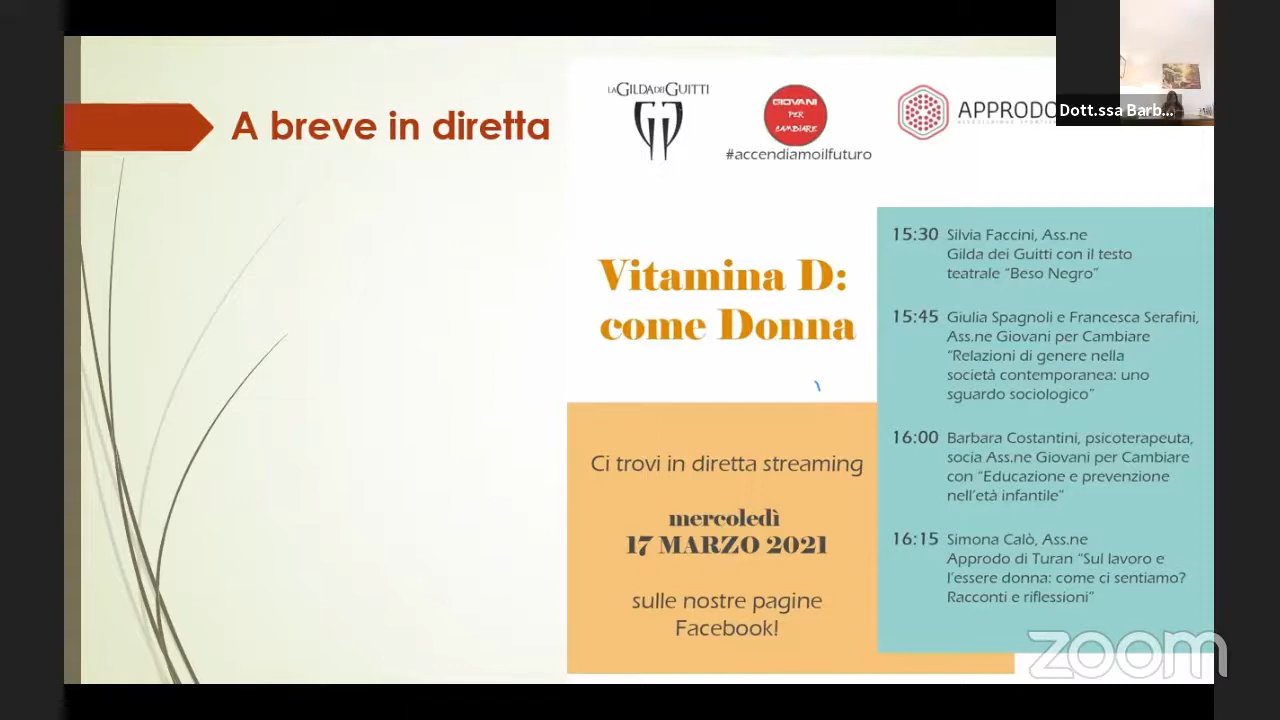 A breve in diretta
LAGILDADEIGUITTI
GIOVANI
PER
CAMBIARE
#accendiamoilfuturo
APPRODO
Dott.ssa Barb...
Vitamina D:
come Donna
Ci trovi in diretta streaming
mercoledì
17 MARZO 2021
sulle nostre pagine
Facebook!
15:30 Silvia Faccini, Ass.ne
Gilda dei Guitti con il testo
teatrale “Beso Negro”
15:45 Giulia Spagnoli e Francesca Serafini,
Ass.ne Giovani per Cambiare
“Relazioni di genere nella
società contemporanea: uno
sguardo sociologico”
16:00 Barbara Costantini, psicoterapeuta,
socia Ass.ne Giovani per Cambiare
con “Educazione e prevenzione
nell’età infantile”
16:15 Simona Calò, Ass.ne
Approdo di Turan “Sul lavoro e
l’essere donna: come ci sentiamo?
Racconti e riflessioni”
zoom